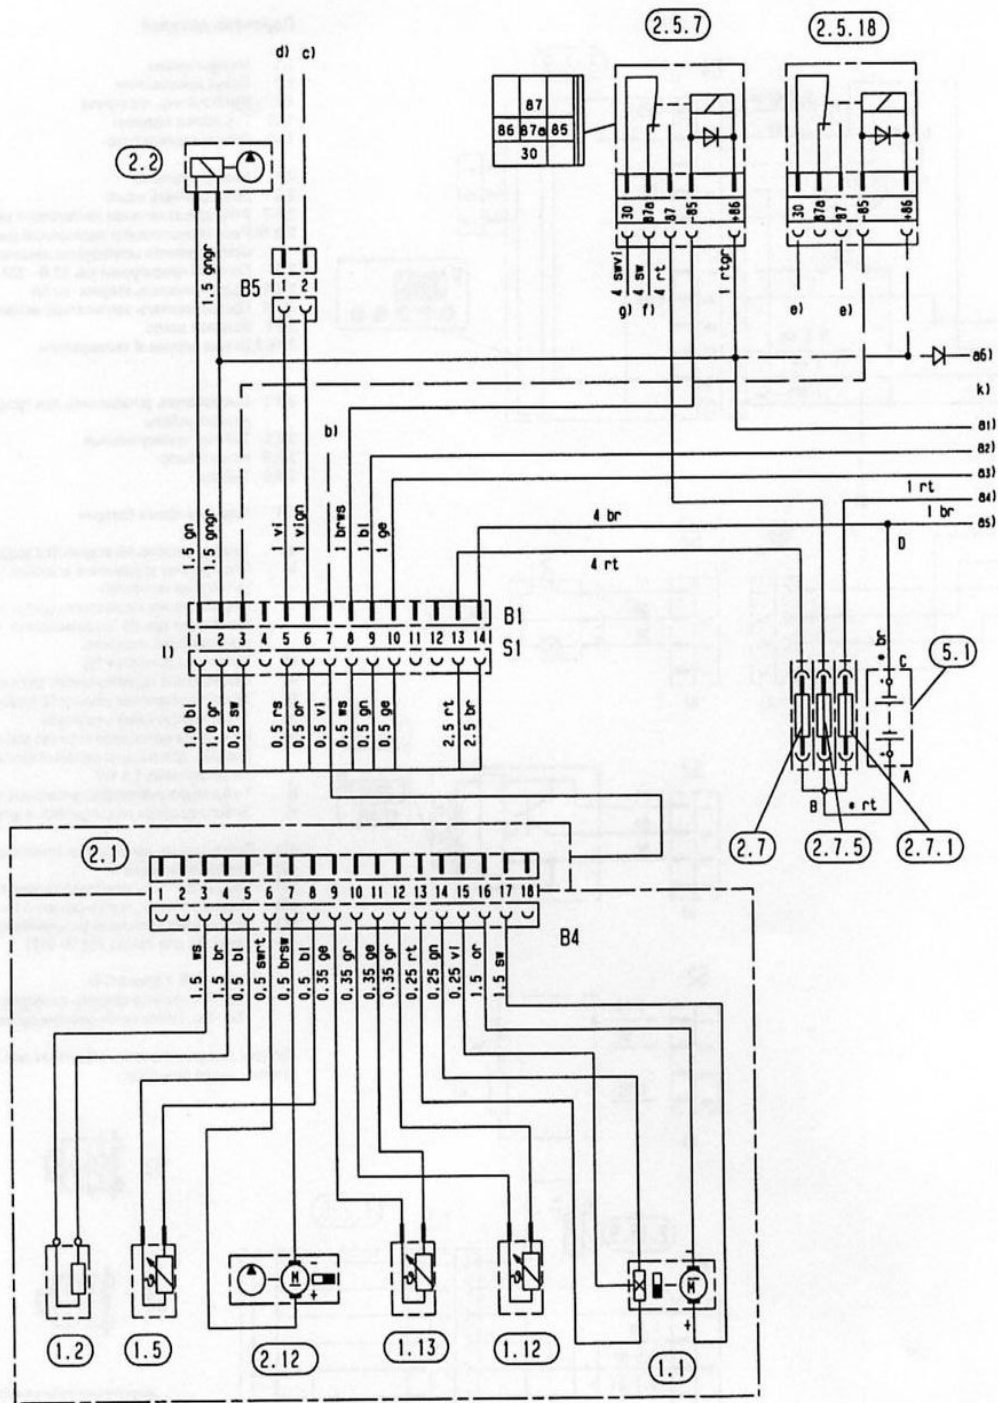 2.5.7
2.5.18
d) c)
87
86 87a 85
30
2.2
30 87a 87 -85 +86
30 87a 87 -85 +86
4 swvi
4 sw
4 rt
1 rtgr
g) f)
e) e)
1.5 gngr
2
B5
a6)
k)
b)
a1)
a2)
a3)
1 rt
a4)
4 br
1 br
a5)
D
4 rt
1.5 gn
1.5 gngr
1 vi
1 vign
1 brws
1 bl
1 ge
B1
1 2 3 4 5 6 7 8 9 10 11 12 13 14
S1
1.0 bl
1.0 gr
0.5 sw
0.5 rs
0.5 or
0.5 vi
0.5 ws
0.5 gn
0.5 ge
2.5 rt
2.5 br
* br
C
5.1
A
B
* rt
2.7
2.7.5
2.7.1
2.1
1 2 3 4 5 6 7 8 9 10 11 12 13 14 15 16 17 18
B4
1.5 ws
1.5 br
0.5 bl
0.5 swrt
0.5 brsw
0.5 bl
0.35 ge
0.35 gr
0.35 ge
0.35 gr
0.25 rt
0.25 gn
0.25 vi
1.5 or
1.5 sw
M - +
M - +
1.2
1.5
2.12
1.13
1.12
1.1